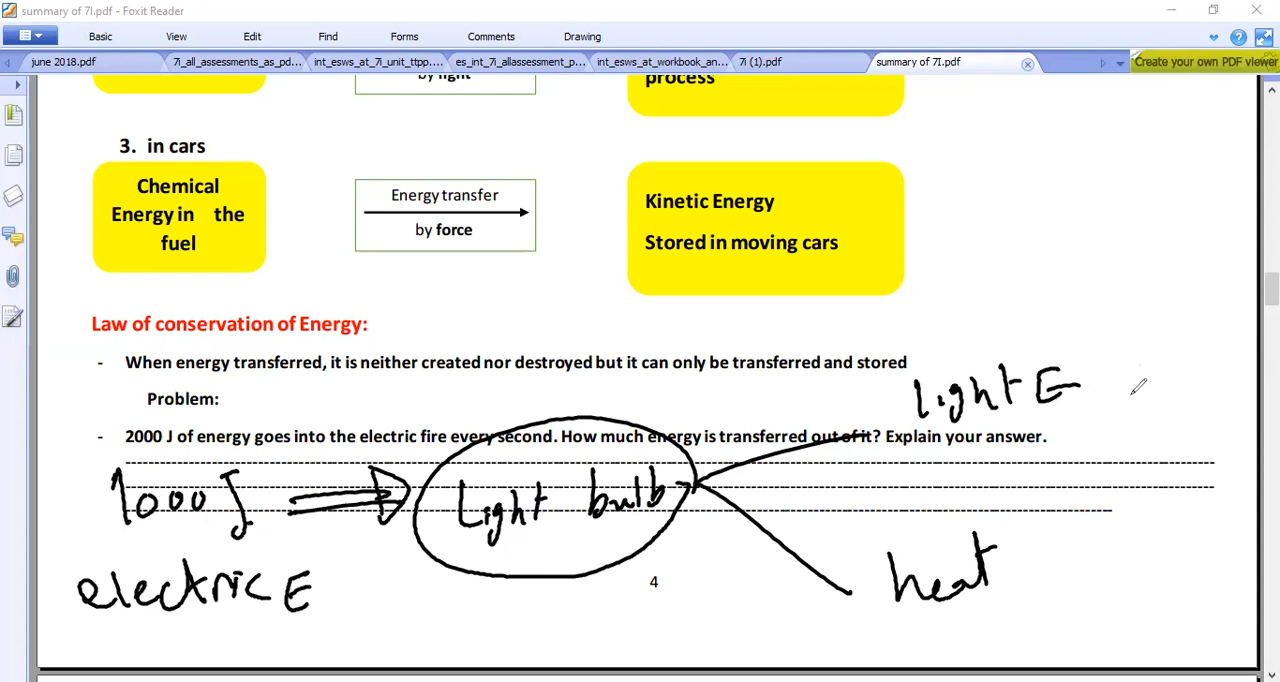 summary of 7I.pdf - Foxit Reader
Basic View Edit Find Forms Comments Drawing
june 2018.pdf 7i_all_assessments_as_pd... int_esws_at_7i_unit_ttpp.... es_int_7i_allassessment_p... int_esws_at_workbook_an... 7i (1).pdf summary of 7I.pdf Create your own PDF viewer
by light
process
3. in cars
Chemical
Energy in the
fuel
Energy transfer
by force
Kinetic Energy
Stored in moving cars
Law of conservation of Energy:
- When energy transferred, it is neither created nor destroyed but it can only be transferred and stored
Problem:
light E
- 2000 J of energy goes into the electric fire every second. How much energy is transferred out of it? Explain your answer.
1000 J
Light bulb
electric E
heat
4